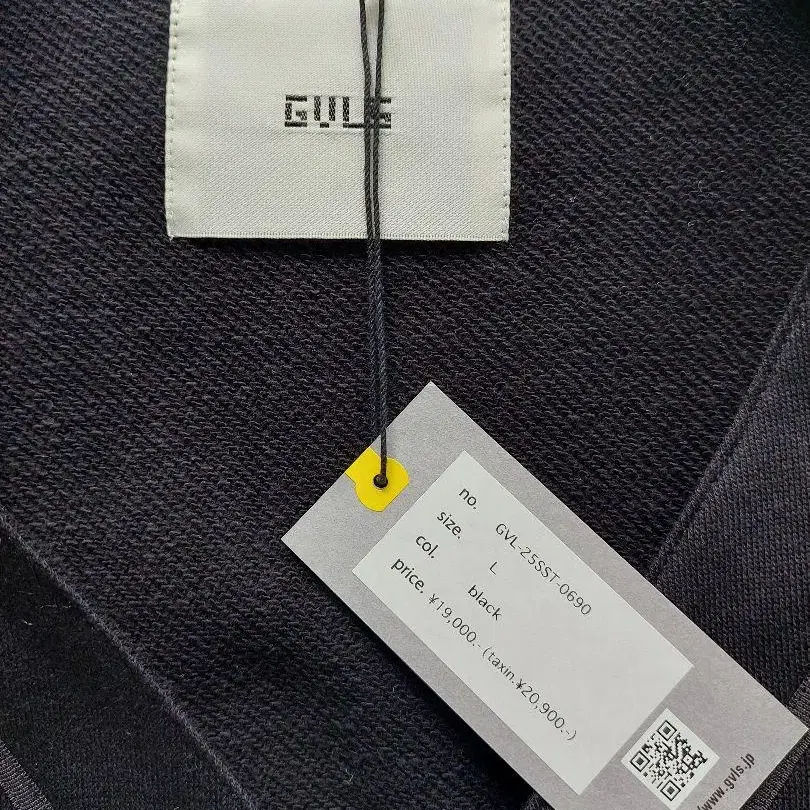 GVLS
no. GVL-25SST-0690
size. L
col. black
price. ¥19,000.- (taxin.¥20,900.-)
www.gvls.jp